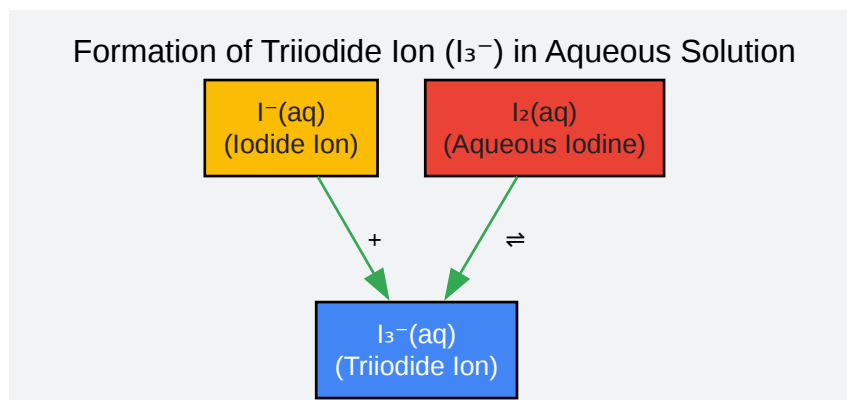 Formation of Triiodide Ion (I₃⁻) in Aqueous Solution
I⁻(aq)
(Iodide Ion)
I₂(aq)
(Aqueous Iodine)
+
⇌
I₃⁻(aq)
(Triiodide Ion)